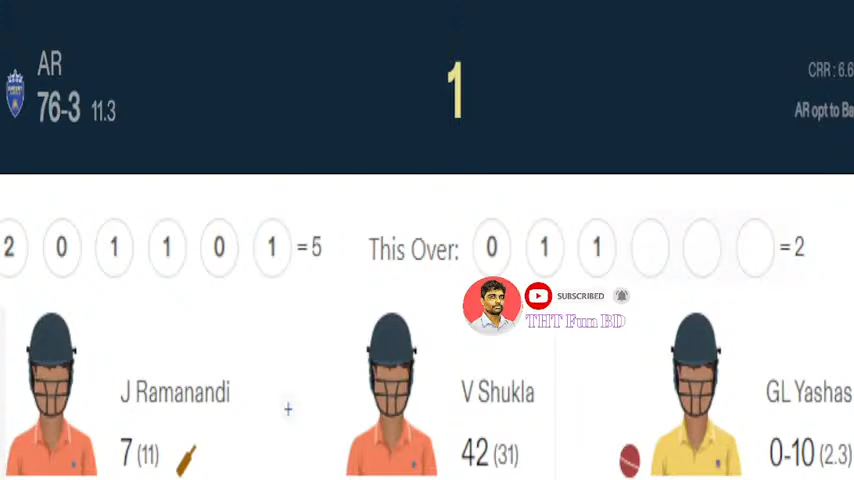 AR
76-3 11.3
1
CRR : 6.6
AR opt to Ba
2 0 1 1 0 1 = 5
This Over: 0 1 1 = 2
SUBSCRIBED
THT Fun BD
J Ramanandi
7 (11)
V Shukla
42 (31)
GL Yashas
0-10 (2.3)